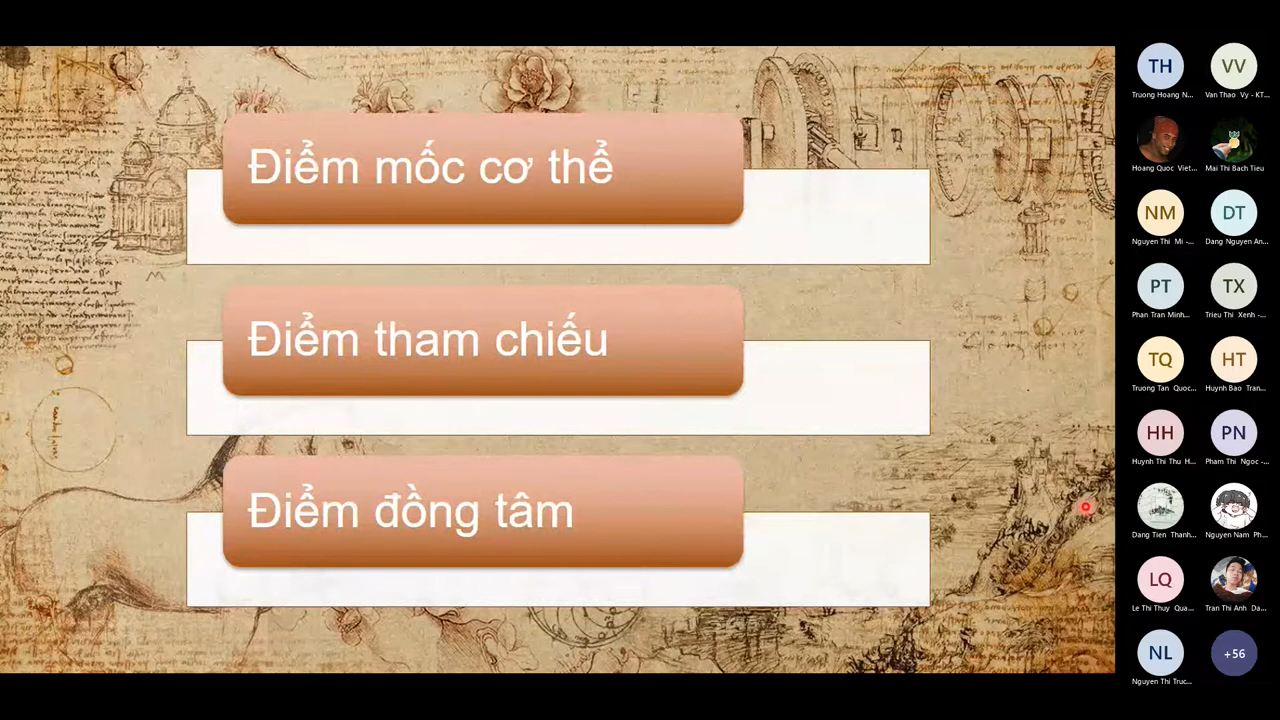 Điểm mốc cơ thể
Điểm tham chiếu
Điểm đồng tâm
TH
VV
Truong Hoang N...
Van Thao Vy - KT...
Hoang Quoc Viet...
Mai Thi Bach Tieu
NM
DT
Nguyen Thi Mi -...
Dang Nguyen An...
PT
TX
Phan Tran Minh...
Trieu Thi Xenh -...
TQ
HT
Truong Tan Quoc...
Huynh Bao Tran...
HH
PN
Huynh Thi Thu H...
Pham Thi Ngoc -...
Dang Tien Thanh...
Nguyen Nam Ph...
LQ
Le Thi Thuy Qua...
Tran Thi Anh Da...
NL
+56
Nguyen Thi Truc...